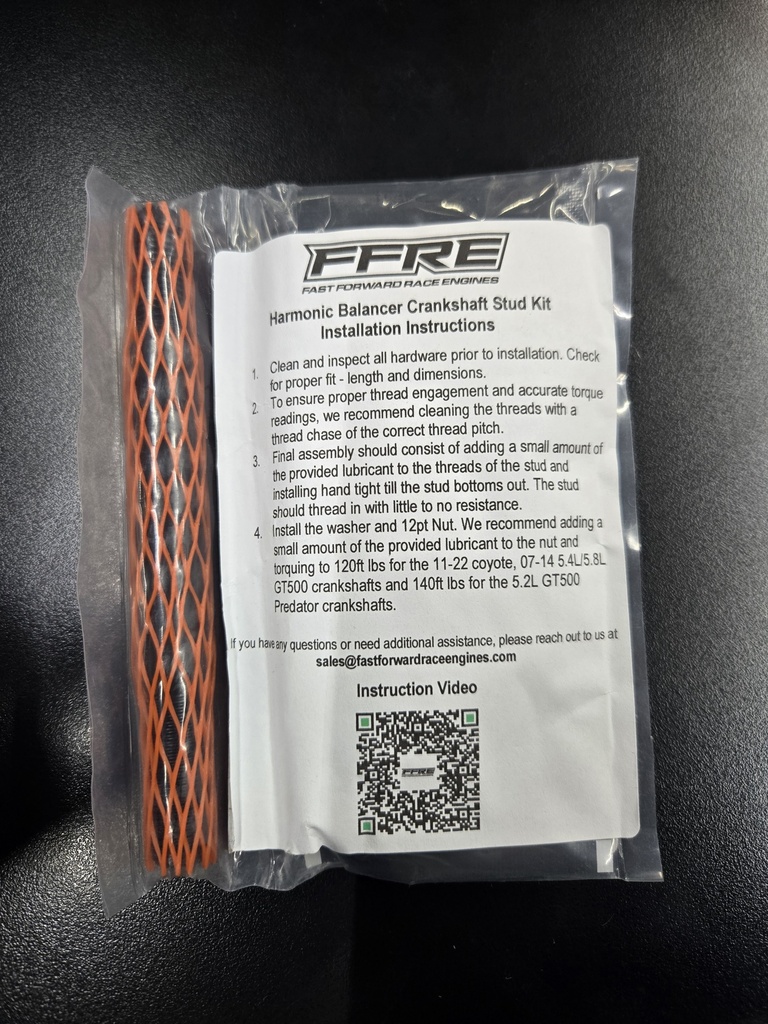 FFRE
FAST FORWARD RACE ENGINES
Harmonic Balancer Crankshaft Stud Kit
Installation Instructions
1. Clean and inspect all hardware prior to installation. Check
for proper fit - length and dimensions.
2. To ensure proper thread engagement and accurate torque
readings, we recommend cleaning the threads with a
thread chase of the correct thread pitch.
3. Final assembly should consist of adding a small amount of
the provided lubricant to the threads of the stud and
installing hand tight till the stud bottoms out. The stud
should thread in with little to no resistance.
4. Install the washer and 12pt Nut. We recommend adding a
small amount of the provided lubricant to the nut and
torquing to 120ft lbs for the 11-22 coyote, 07-14 5.4L/5.8L
GT500 crankshafts and 140ft lbs for the 5.2L GT500
Predator crankshafts.
If you have any questions or need additional assistance, please reach out to us at
sales@fastforwardraceengines.com
Instruction Video
FFRE